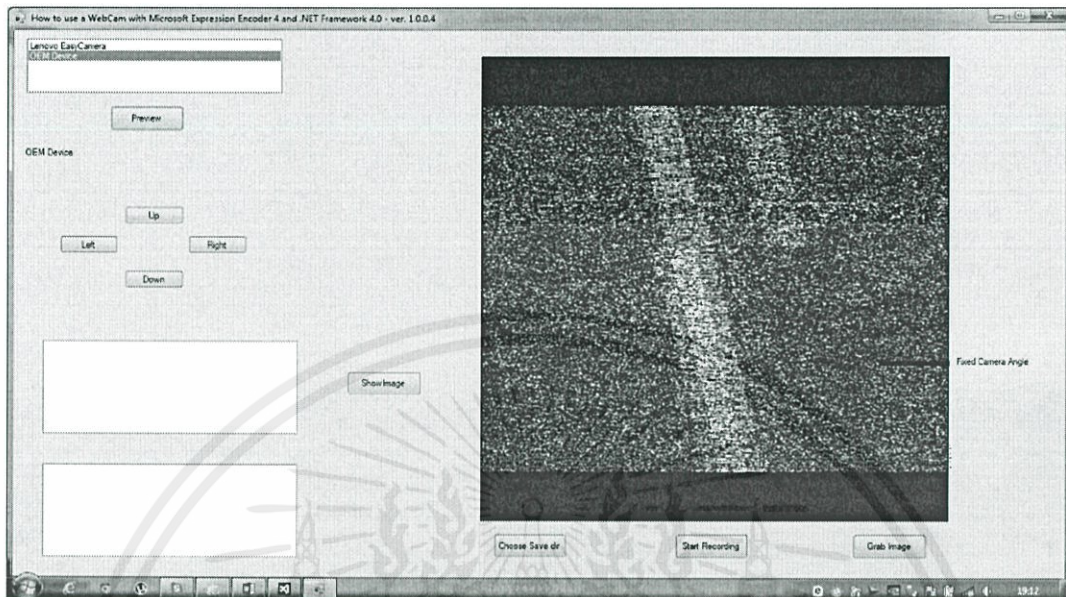 How to use a WebCam with Microsoft Expression Encoder 4 and .NET Framework 4.0 - ver. 1.0.0.4
Lenovo EasyCamera
OEM Device
Preview
OEM Device
Up
Left
Right
Down
Show Image
Fixed Camera Angle
Choose Save dir
Start Recording
Grab Image
19:12